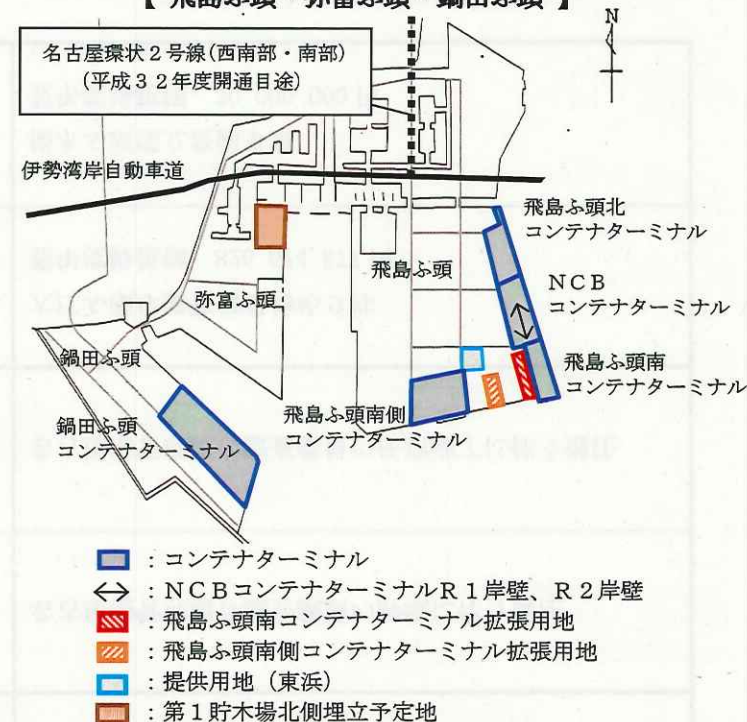 【 飛島ふ頭・弥富ふ頭・鍋田ふ頭 】
N
名古屋環状２号線(西南部・南部)
(平成３２年度開通目途)
伊勢湾岸自動車道
飛島ふ頭北
コンテナターミナル
飛島ふ頭
ＮＣＢ
コンテナターミナル
弥富ふ頭
鍋田ふ頭
飛島ふ頭南
コンテナターミナル
鍋田ふ頭
コンテナターミナル
飛島ふ頭南側
コンテナターミナル
：コンテナターミナル
：ＮＣＢコンテナターミナルＲ１岸壁、Ｒ２岸壁
：飛島ふ頭南コンテナターミナル拡張用地
：飛島ふ頭南側コンテナターミナル拡張用地
：提供用地（東浜）
：第１貯木場北側埋立予定地